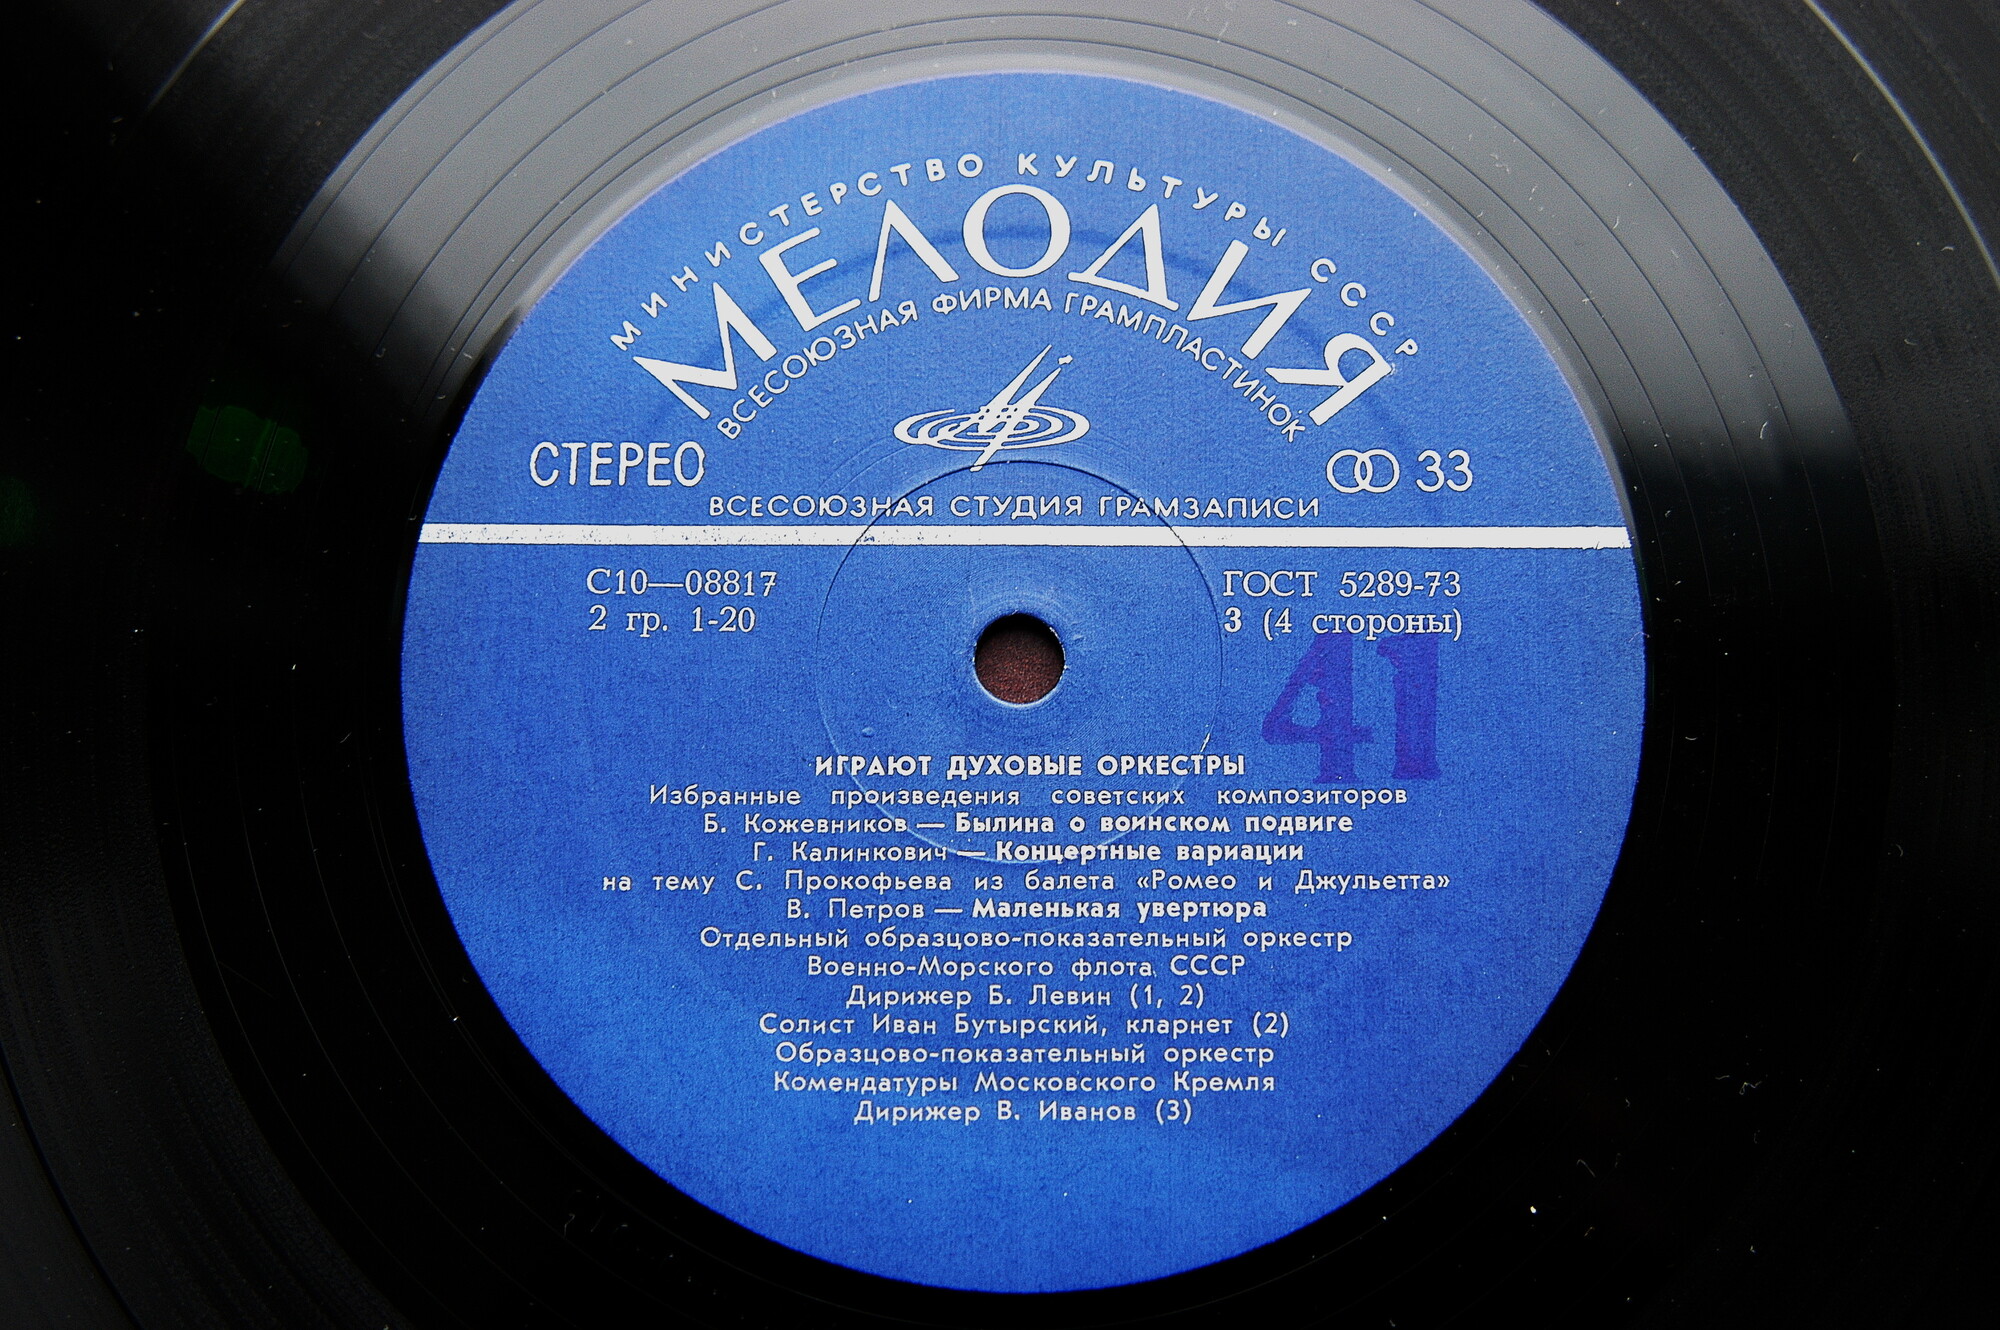 МИНИСТЕРСТВО КУЛЬТУРЫ СССР
МЕЛОДИЯ
ВСЕСОЮЗНАЯ ФИРМА ГРАМПЛАСТИНОК
СТЕРЕО
33
ВСЕСОЮЗНАЯ СТУДИЯ ГРАМЗАПИСИ
С10—08817
2 гр. 1-20
ГОСТ 5289-73
3 (4 стороны)
41
ИГРАЮТ ДУХОВЫЕ ОРКЕСТРЫ
Избранные произведения советских композиторов
Б. Кожевников — Былина о воинском подвиге
Г. Калинкович — Концертные вариации
на тему С. Прокофьева из балета «Ромео и Джульетта»
В. Петров — Маленькая увертюра
Отдельный образцово-показательный оркестр
Военно-Морского флота СССР
Дирижер Б. Левин (1, 2)
Солист Иван Бутырский, кларнет (2)
Образцово-показательный оркестр
Комендатуры Московского Кремля
Дирижер В. Иванов (3)